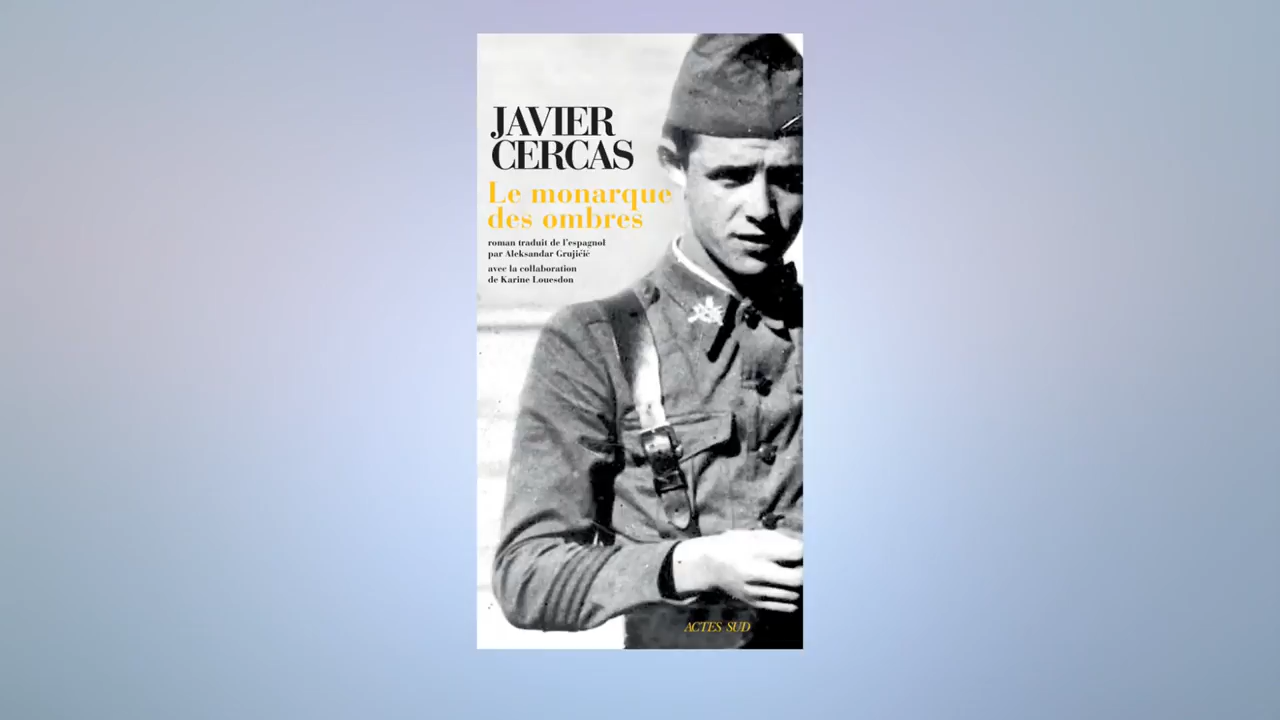 JAVIER
CERCAS
Le monarque
des ombres
roman traduit de l'espagnol
par Aleksandar Grujičić
avec la collaboration
de Karine Louesdon
ACTES SUD